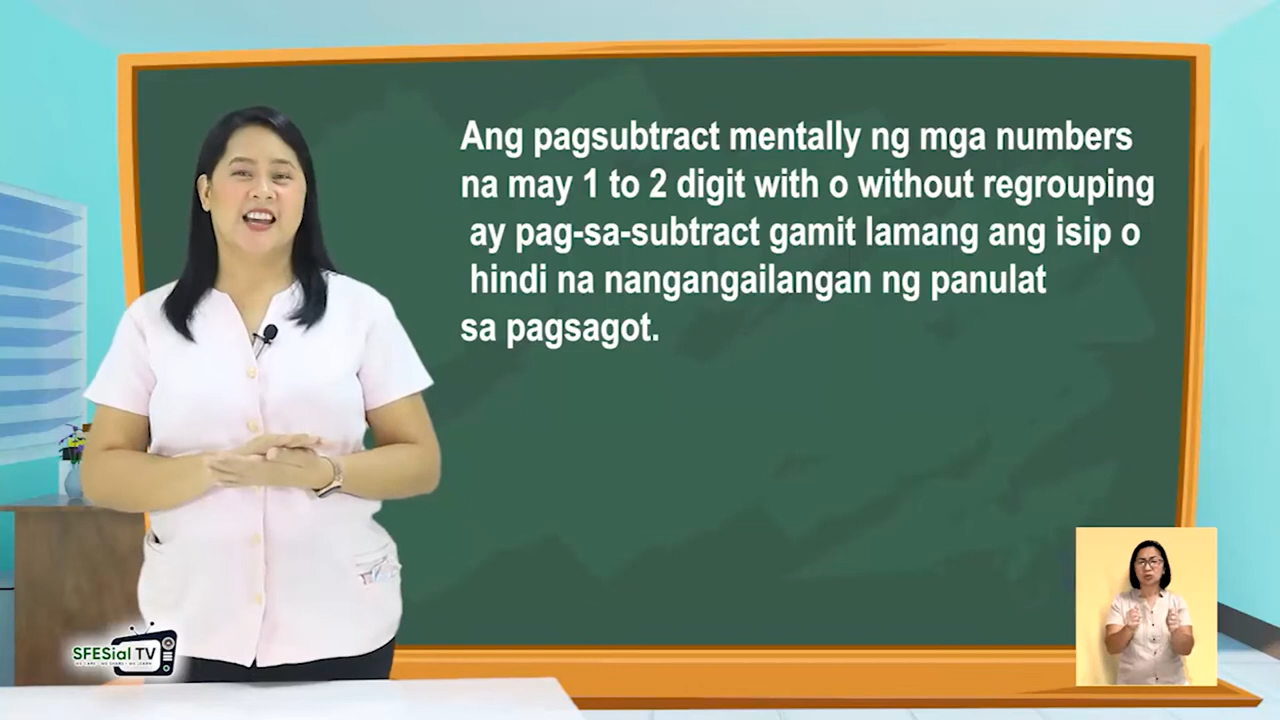 Ang pagsubtract mentally ng mga numbers
na may 1 to 2 digit with o without regrouping
ay pag-sa-subtract gamit lamang ang isip o
hindi na nangangailangan ng panulat
sa pagsagot.
SFESial TV